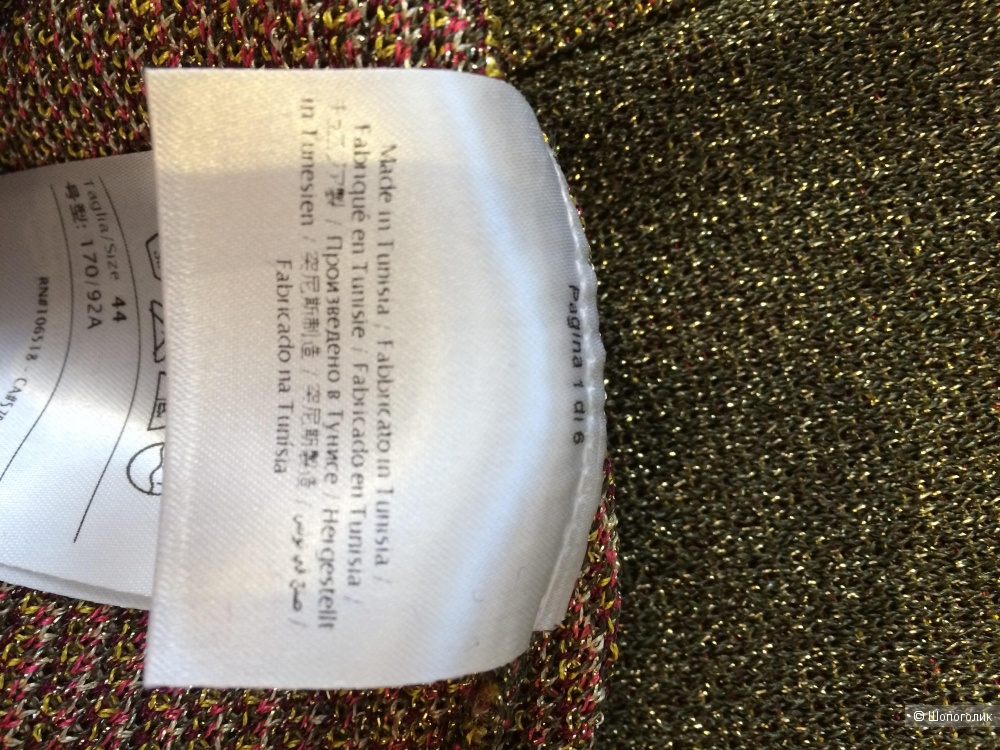 Made in Tunisia / Fabbricato in Tunisia /
Fabriqué en Tunisie / Fabricado en Tunisia /
チュニジア製 / Произведено в Тунисе / Hergestellt
in Tunesien / 突尼斯制造 / 突尼斯製造 / صنع في تونس /
Fabricado na Tunísia
Pagina 1 di 6
Taglia/Size 44
号型: 170/92A
RN#106518 - CA#
© Шопоголик